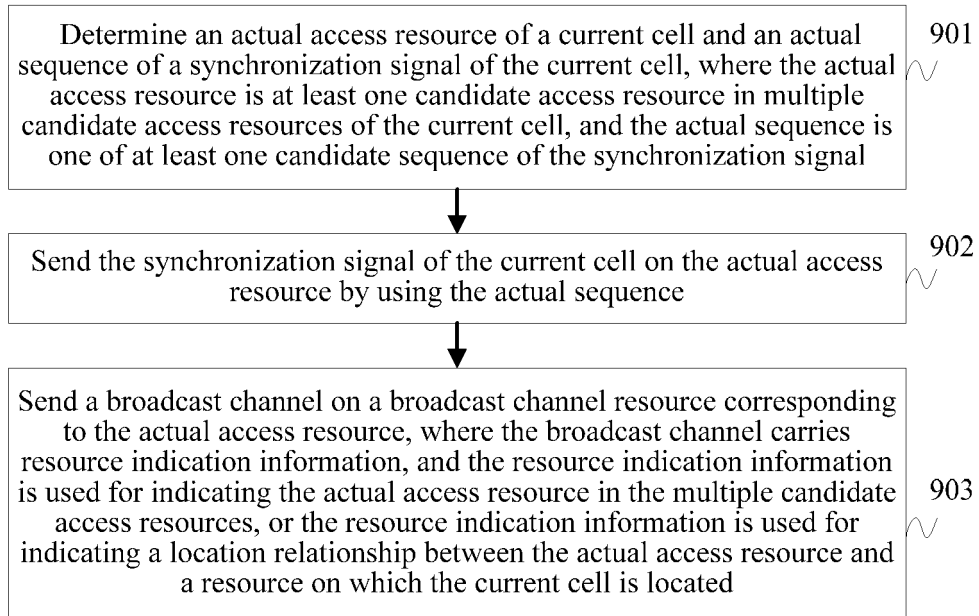 Determine an actual access resource of a current cell and an actual
sequence of a synchronization signal of the current cell, where the
actual access resource is at least one candidate access resource in multiple
candidate access resources of the current cell, and the actual sequence is
one of at least one candidate sequence of the synchronization signal
901
Send the synchronization signal of the current cell on the actual access
resource by using the actual sequence
902
Send a broadcast channel on a broadcast channel resource corresponding
to the actual access resource, where the broadcast channel carries
resource indication information, and the resource indication information
is used for indicating the actual access resource in the multiple candidate
access resources, or the resource indication information is used for
indicating a location relationship between the actual access resource and
a resource on which the current cell is located
903